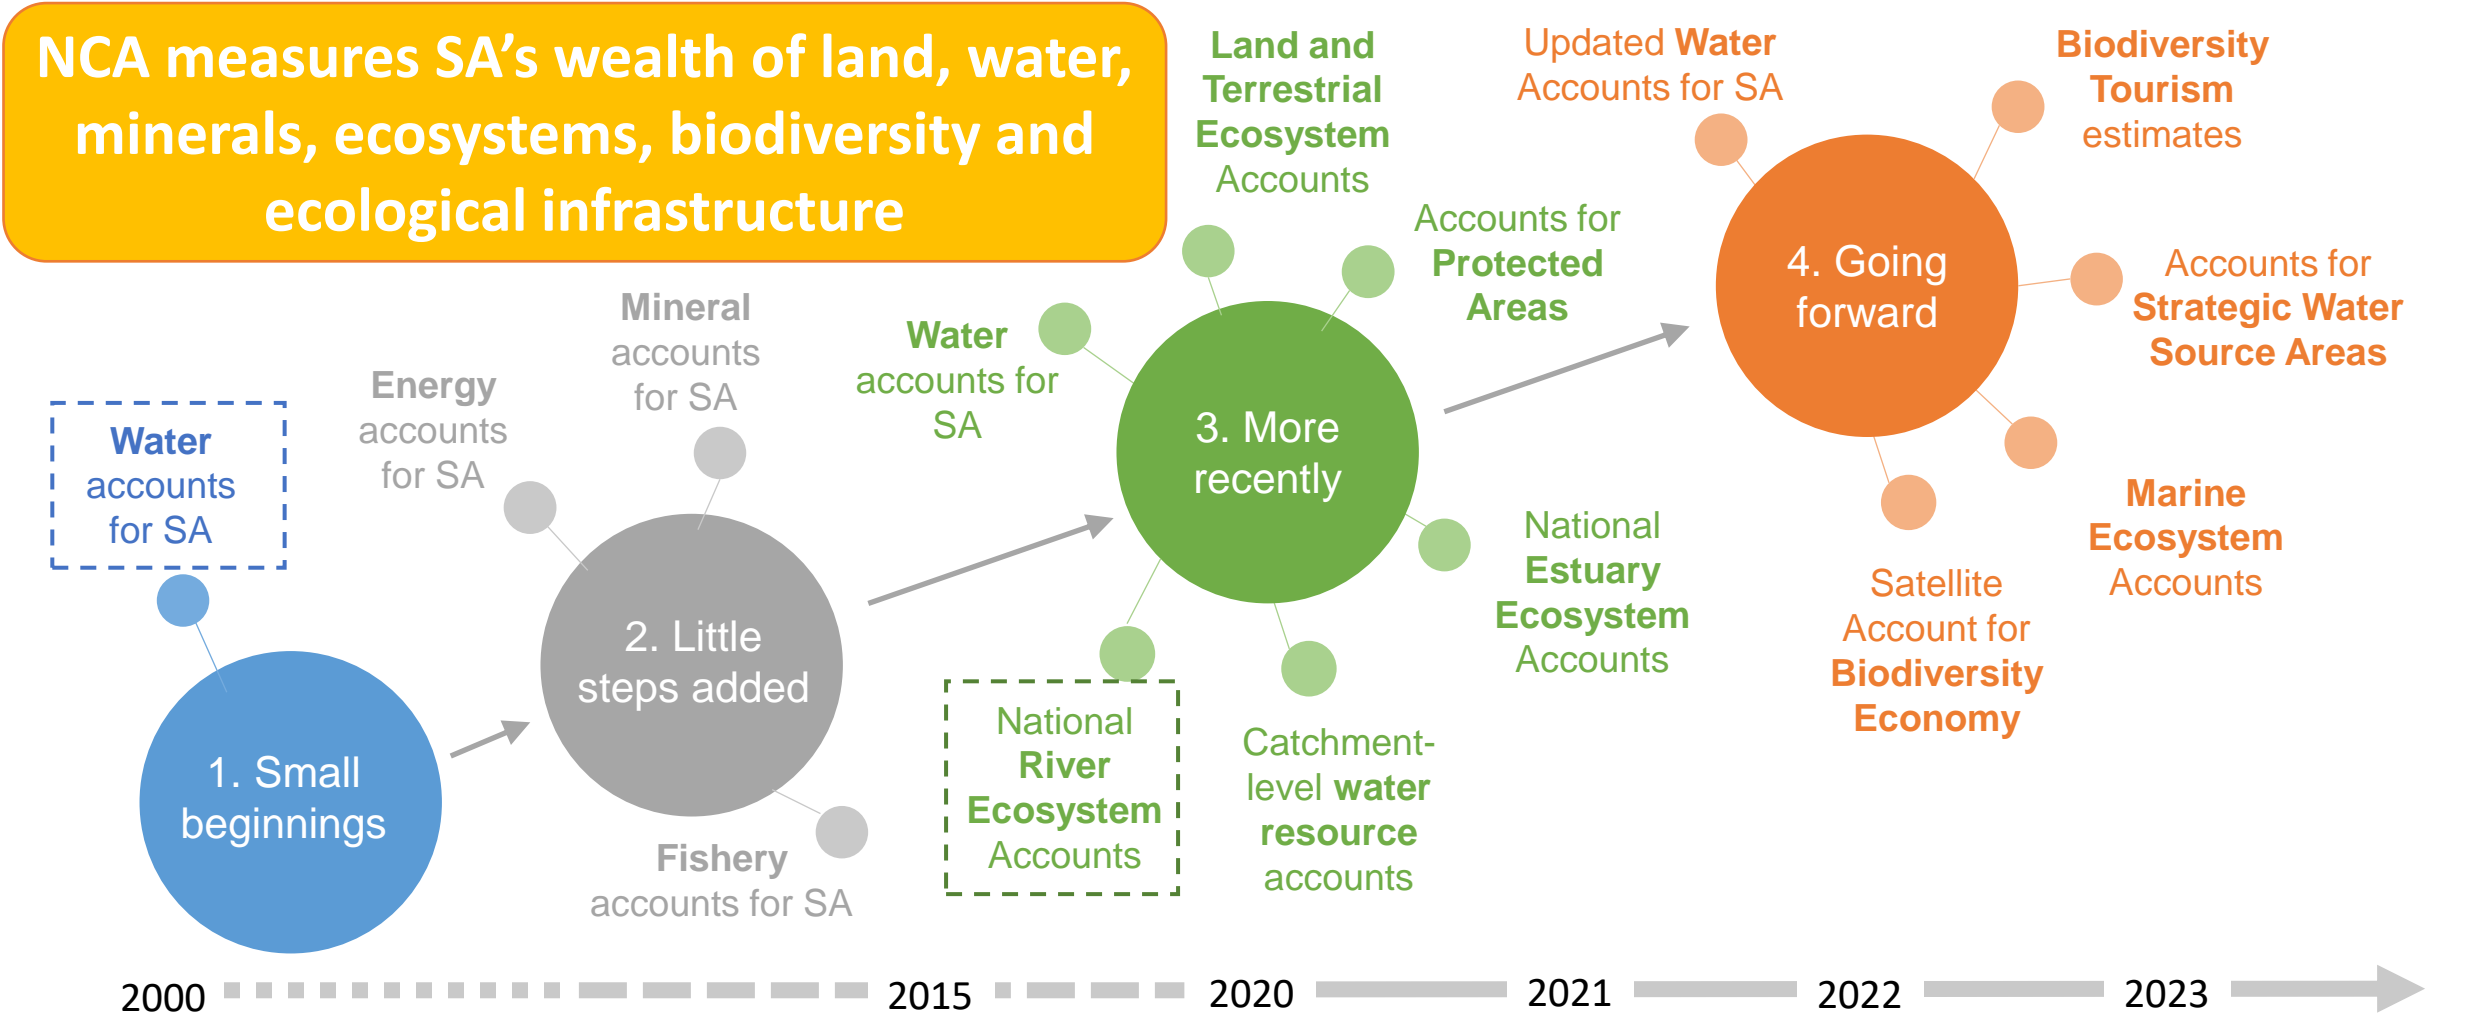 NCA measures SA’s wealth of land, water,
minerals, ecosystems, biodiversity and
ecological infrastructure
Water
accounts
for SA
1. Small
beginnings
Energy
accounts
for SA
Mineral
accounts
for SA
2. Little
steps added
Fishery
accounts for SA
Water
accounts for
SA
Land and
Terrestrial
Ecosystem
Accounts
Accounts for
Protected
Areas
3. More
recently
National
River
Ecosystem
Accounts
Catchment-
level water
resource
accounts
National
Estuary
Ecosystem
Accounts
Updated Water
Accounts for SA
Biodiversity
Tourism
estimates
4. Going
forward
Accounts for
Strategic Water
Source Areas
Marine
Ecosystem
Accounts
Satellite
Account for
Biodiversity
Economy
2000
2015
2020
2021
2022
2023